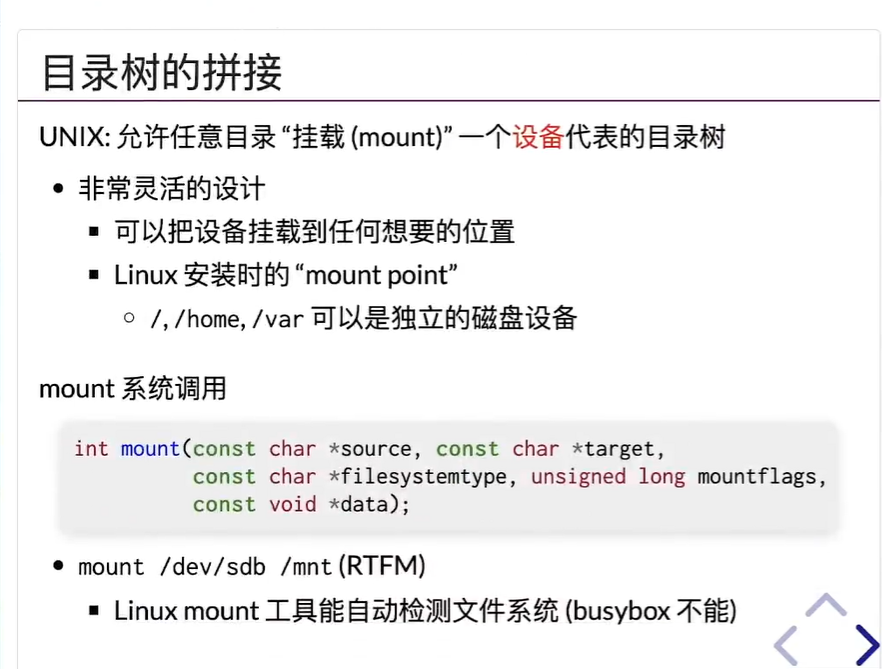 目录树的拼接
UNIX: 允许任意目录 “挂载 (mount)” 一个设备代表的目录树
• 非常灵活的设计
▪ 可以把设备挂载到任何想要的位置
▪ Linux 安装时的 “mount point”
○ /, /home, /var 可以是独立的磁盘设备
mount 系统调用
int mount(const char *source, const char *target,
const char *filesystemtype, unsigned long mountflags,
const void *data);
• mount /dev/sdb /mnt (RTFM)
▪ Linux mount 工具能自动检测文件系统 (busybox 不能)